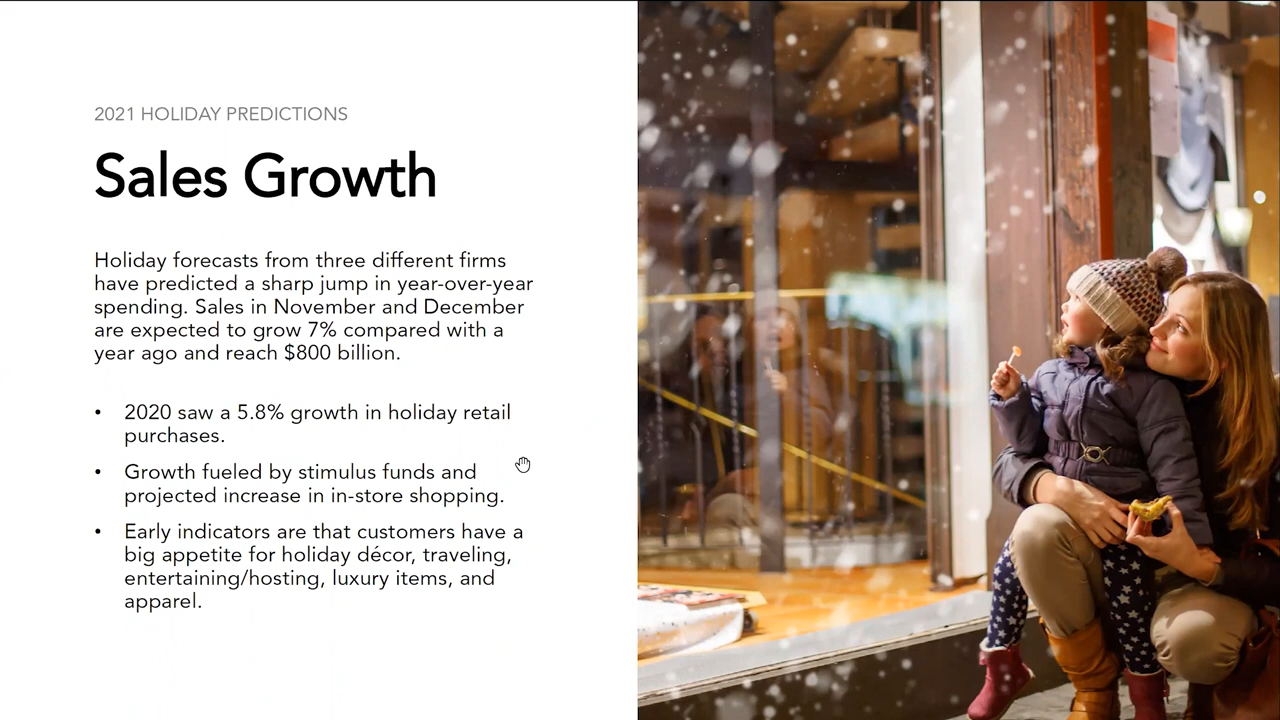 2021 HOLIDAY PREDICTIONS
Sales Growth
Holiday forecasts from three different firms
have predicted a sharp jump in year-over-year
spending. Sales in November and December
are expected to grow 7% compared with a
year ago and reach $800 billion.
• 2020 saw a 5.8% growth in holiday retail
purchases.
• Growth fueled by stimulus funds and
projected increase in in-store shopping.
• Early indicators are that customers have a
big appetite for holiday décor, traveling,
entertaining/hosting, luxury items, and
apparel.